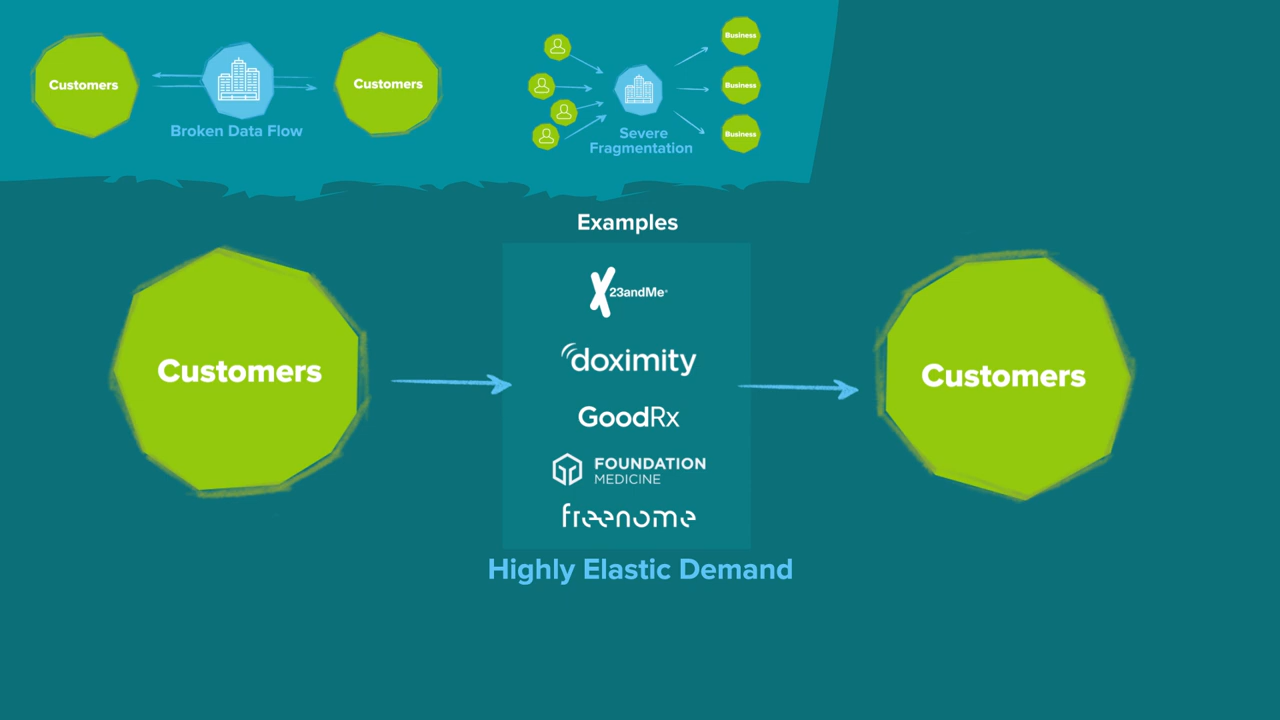 Customers
Broken Data Flow
Customers
Severe
Fragmentation
Business
Business
Business
Examples
Customers
23andMe®
doximity
GoodRx
FOUNDATION
MEDICINE
freenome
Customers
Highly Elastic Demand